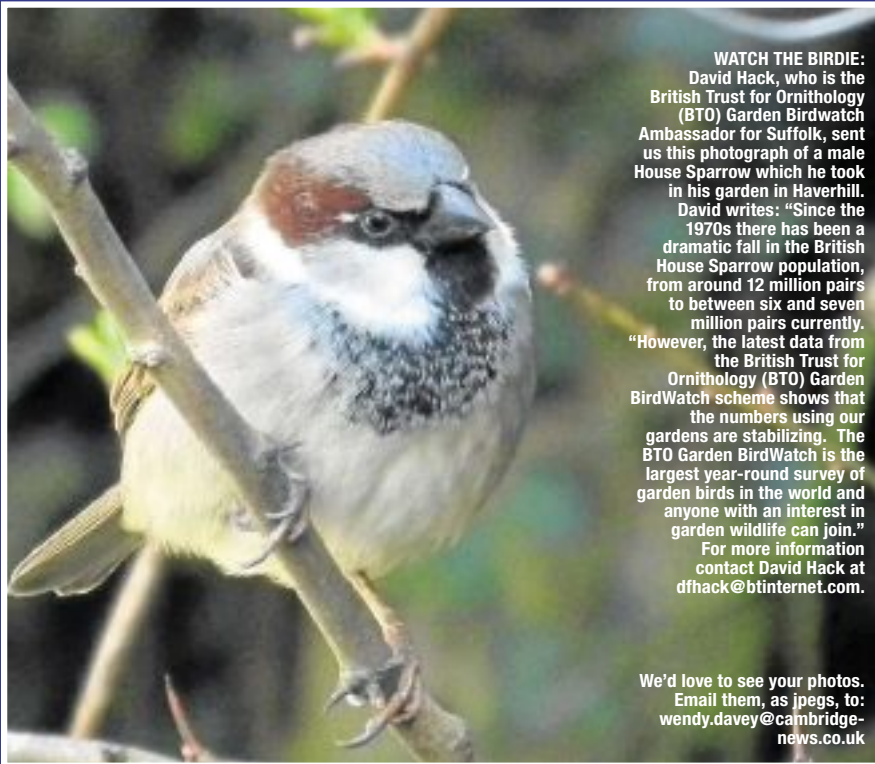 WATCH THE BIRDIE:
David Hack, who is the
British Trust for Ornithology
(BTO) Garden Birdwatch
Ambassador for Suffolk, sent
us this photograph of a male
House Sparrow which he took
in his garden in Haverhill.
David writes: “Since the
1970s there has been a
dramatic fall in the British
House Sparrow population,
from around 12 million pairs
to between six and seven
million pairs currently.
“However, the latest data from
the British Trust for
Ornithology (BTO) Garden
BirdWatch scheme shows that
the numbers using our
gardens are stabilizing.  The
BTO Garden BirdWatch is the
largest year-round survey of
garden birds in the world and
anyone with an interest in
garden wildlife can join.”
For more information
contact David Hack at
dfhack@btinternet.com.
We’d love to see your photos.
Email them, as jpegs, to:
wendy.davey@cambridge-
news.co.uk